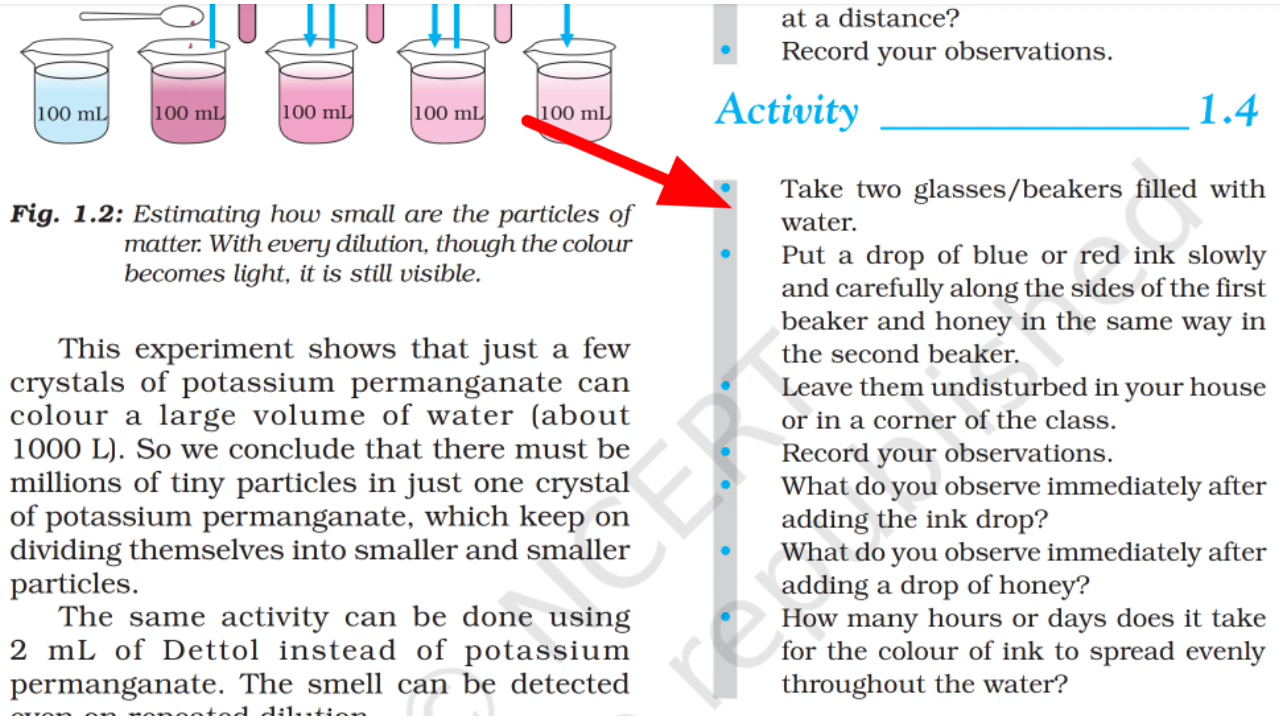 100 mL
100 mL
100 mL
100 mL
100 mL
Fig. 1.2: Estimating how small are the particles of
matter. With every dilution, though the colour
becomes light, it is still visible.
This experiment shows that just a few
crystals of potassium permanganate can
colour a large volume of water (about
1000 L). So we conclude that there must be
millions of tiny particles in just one crystal
of potassium permanganate, which keep on
dividing themselves into smaller and smaller
particles.
The same activity can be done using
2 mL of Dettol instead of potassium
permanganate. The smell can be detected
even on repeated dilution.
at a distance?
• Record your observations.
Activity 1.4
• Take two glasses/beakers filled with
water.
• Put a drop of blue or red ink slowly
and carefully along the sides of the first
beaker and honey in the same way in
the second beaker.
• Leave them undisturbed in your house
or in a corner of the class.
• Record your observations.
• What do you observe immediately after
adding the ink drop?
• What do you observe immediately after
adding a drop of honey?
• How many hours or days does it take
for the colour of ink to spread evenly
throughout the water?
© NCERT
republished